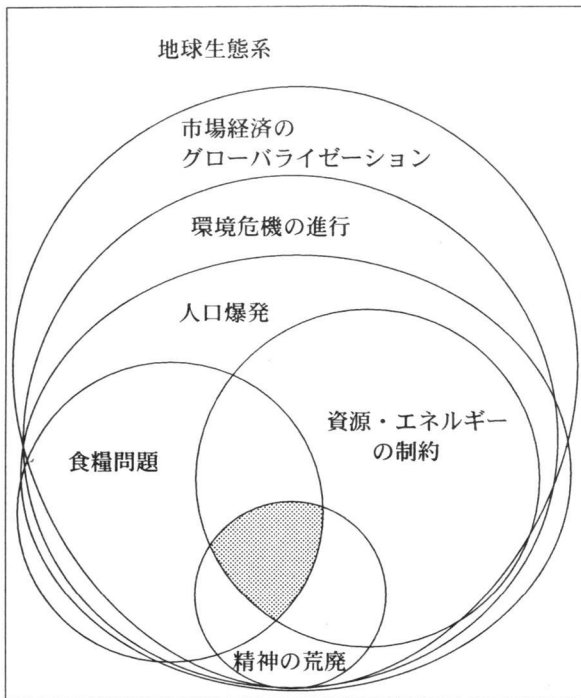 地球生態系
市場経済の
グローバライゼーション
環境危機の進行
人口爆発
資源・エネルギー
の制約
食糧問題
精神の荒廃